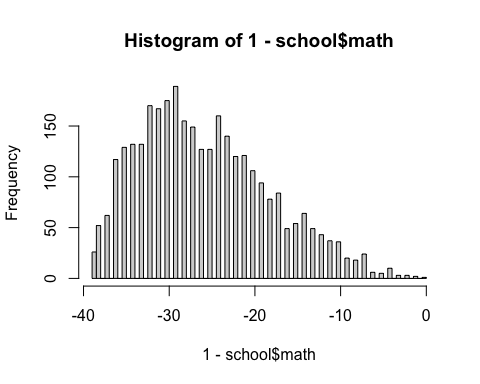 Histogram of 1 - school$math
Frequency
150
100
50
0
-40 -30 -20 -10 0
1 - school$math